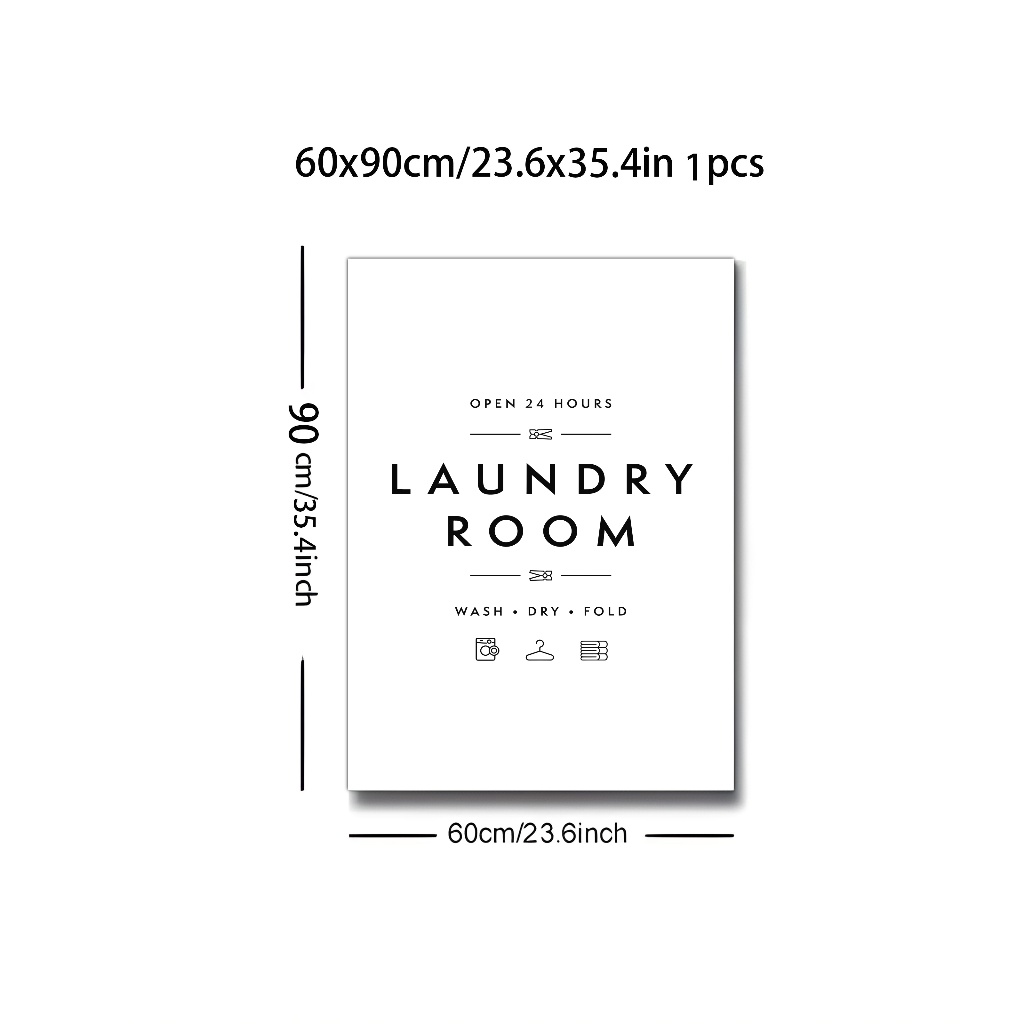 60x90cm/23.6x35.4in 1pcs
90 cm/35.4inch
OPEN 24 HOURS
LAUNDRY
ROOM
WASH • DRY • FOLD
60cm/23.6inch